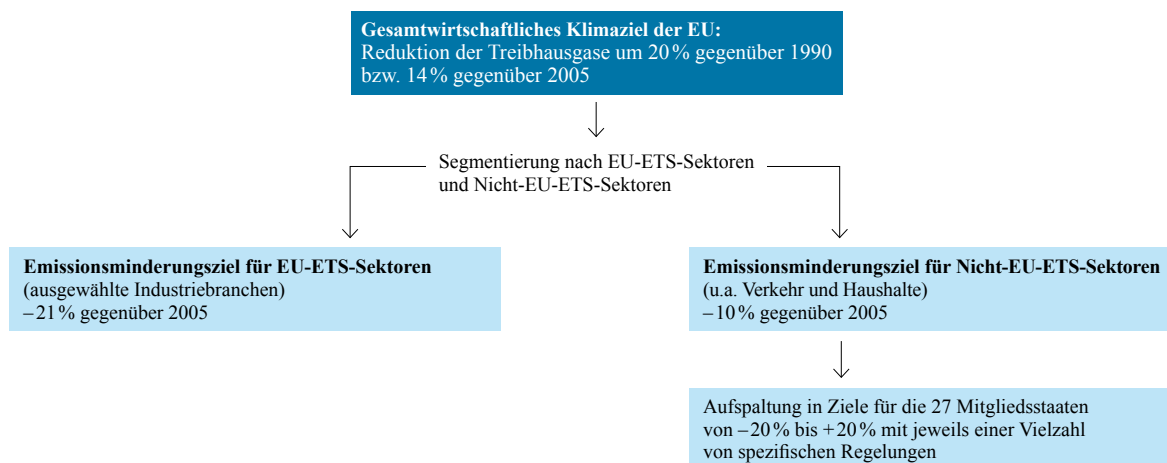 Gesamtwirtschaftliches Klimaziel der EU:
Reduktion der Treibhausgase um 20 % gegenüber 1990
bzw. 14 % gegenüber 2005
Segmentierung nach EU-ETS-Sektoren
und Nicht-EU-ETS-Sektoren
Emissionsminderungsziel für EU-ETS-Sektoren
(ausgewählte Industriebranchen)
–21 % gegenüber 2005
Emissionsminderungsziel für Nicht-EU-ETS-Sektoren
(u.a. Verkehr und Haushalte)
–10 % gegenüber 2005
Aufspaltung in Ziele für die 27 Mitgliedsstaaten
von –20 % bis +20 % mit jeweils einer Vielzahl
von spezifischen Regelungen